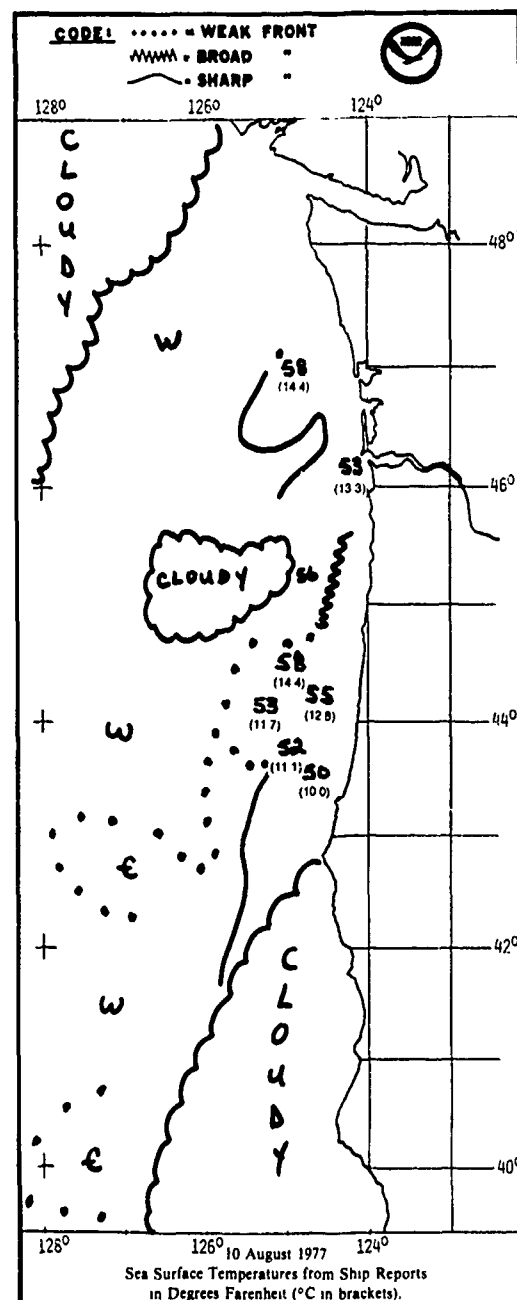 CODE: ····· = WEAK FRONT
= BROAD "
= SHARP "
128° 126° 124°
CLOUDY
48°
W
58
(14 4)
53
(13 3)
46°
CLOUDY 56
58
(14 4)
53
(11 7)
55
(12 8)
44°
W
52
(11 1)
50
(10 0)
€
42°
CLOUDY
W
€
40°
128° 126° 124°
10 August 1977
Sea Surface Temperatures from Ship Reports
in Degrees Farenheit (°C in brackets).